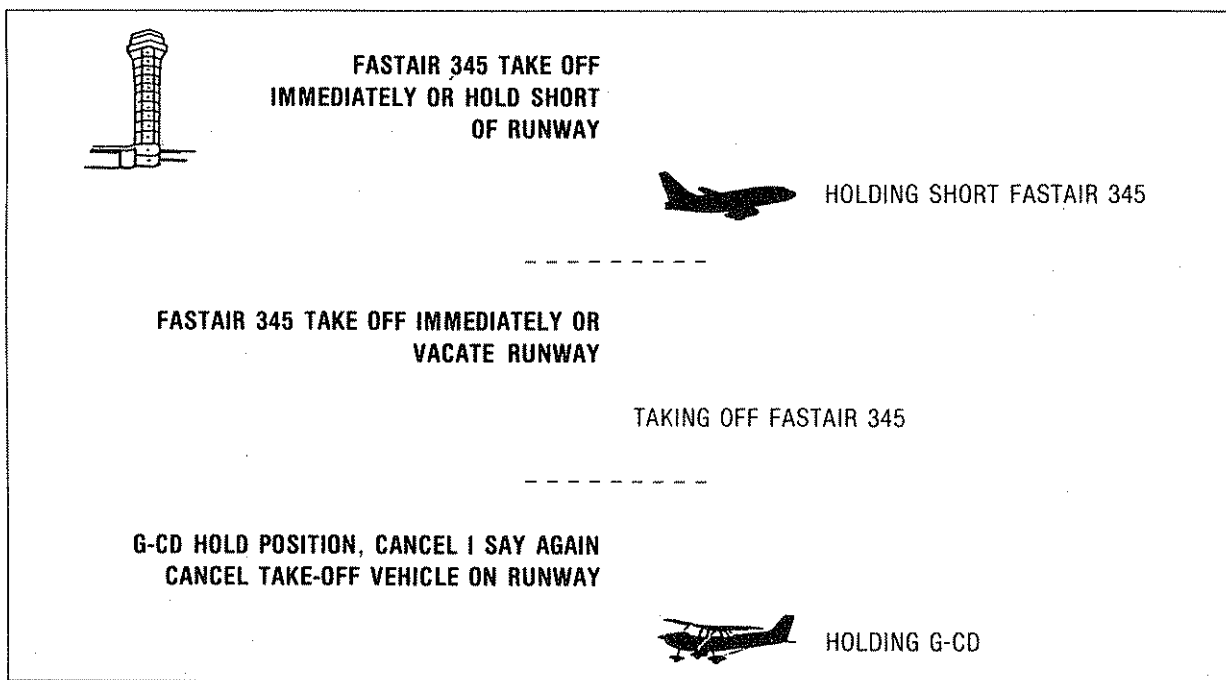 FASTAIR 345 TAKE OFF
IMMEDIATELY OR HOLD SHORT
OF RUNWAY
HOLDING SHORT FASTAIR 345
– – – – – – – – –
FASTAIR 345 TAKE OFF IMMEDIATELY OR
VACATE RUNWAY
TAKING OFF FASTAIR 345
– – – – – – – – –
G-CD HOLD POSITION, CANCEL I SAY AGAIN
CANCEL TAKE-OFF VEHICLE ON RUNWAY
HOLDING G-CD